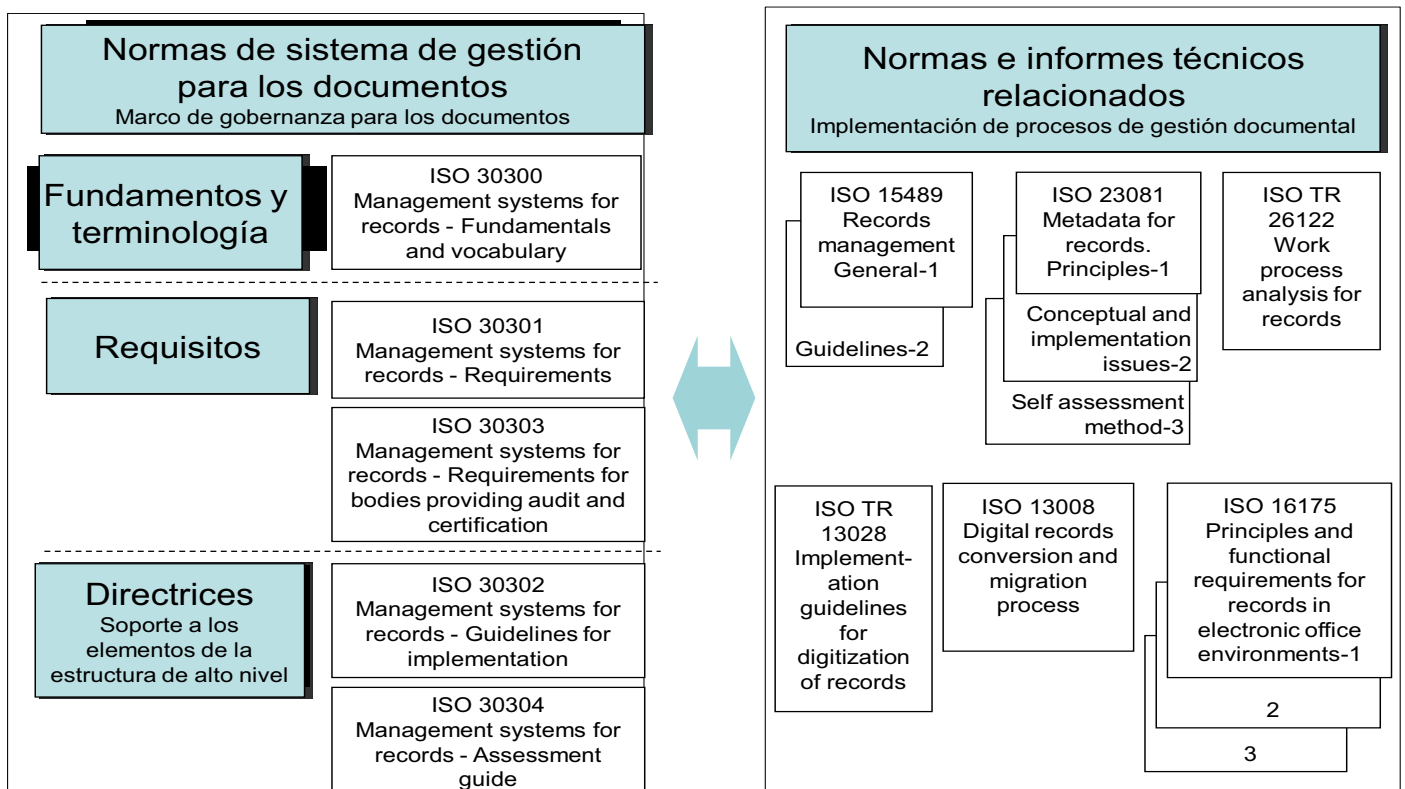 Normas de sistema de gestión
para los documentos
Marco de gobernanza para los documentos
Fundamentos y
terminología
ISO 30300
Management systems for
records - Fundamentals
and vocabulary
Requisitos
ISO 30301
Management systems for
records - Requirements
ISO 30303
Management systems for
records - Requirements for
bodies providing audit and
certification
Directrices
Soporte a los
elementos de la
estructura de alto nivel
ISO 30302
Management systems for
records - Guidelines for
implementation
ISO 30304
Management systems for
records - Assessment
guide
Normas e informes técnicos
relacionados
Implementación de procesos de gestión documental
ISO 15489
Records
management
General-1
Guidelines-2
ISO 23081
Metadata for
records.
Principles-1
Conceptual and
implementation
issues-2
Self assessment
method-3
ISO TR
26122
Work
process
analysis for
records
ISO TR
13028
Implement-
ation
guidelines
for
digitization
of records
ISO 13008
Digital records
conversion and
migration
process
ISO 16175
Principles and
functional
requirements for
records in
electronic office
environments-1
2
3